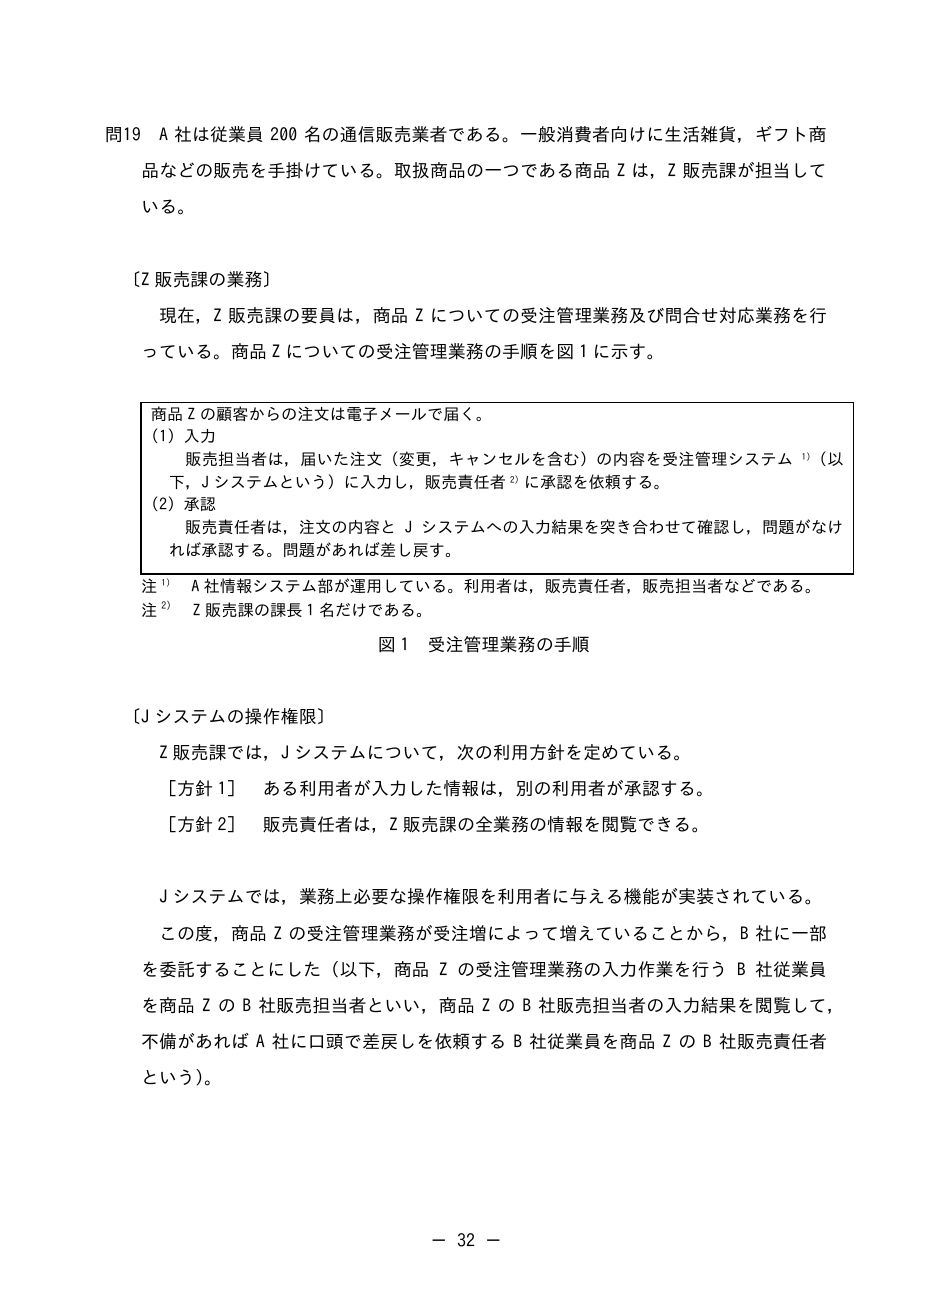 問19　A 社は従業員 200 名の通信販売業者である。一般消費者向けに生活雑貨，ギフト商
品などの販売を手掛けている。取扱商品の一つである商品 Z は，Z 販売課が担当して
いる。
〔Z 販売課の業務〕
現在，Z 販売課の要員は，商品 Z についての受注管理業務及び問合せ対応業務を行
っている。商品 Z についての受注管理業務の手順を図 1 に示す。
商品 Z の顧客からの注文は電子メールで届く。
(1) 入力
販売担当者は，届いた注文（変更，キャンセルを含む）の内容を受注管理システム 1)（以
下，J システムという）に入力し，販売責任者 2) に承認を依頼する。
(2) 承認
販売責任者は，注文の内容と J システムへの入力結果を突き合わせて確認し，問題がなけ
れば承認する。問題があれば差し戻す。
注 1)　A 社情報システム部が運用している。利用者は，販売責任者，販売担当者などである。
注 2)　Z 販売課の課長 1 名だけである。
図 1　受注管理業務の手順
〔J システムの操作権限〕
Z 販売課では，J システムについて，次の利用方針を定めている。
［方針 1］　ある利用者が入力した情報は，別の利用者が承認する。
［方針 2］　販売責任者は，Z 販売課の全業務の情報を閲覧できる。
J システムでは，業務上必要な操作権限を利用者に与える機能が実装されている。
この度，商品 Z の受注管理業務が受注増によって増えていることから，B 社に一部
を委託することにした（以下，商品 Z の受注管理業務の入力作業を行う B 社従業員
を商品 Z の B 社販売担当者といい，商品 Z の B 社販売担当者の入力結果を閲覧して，
不備があれば A 社に口頭で差戻しを依頼する B 社従業員を商品 Z の B 社販売責任者
という）。
－ 32 －